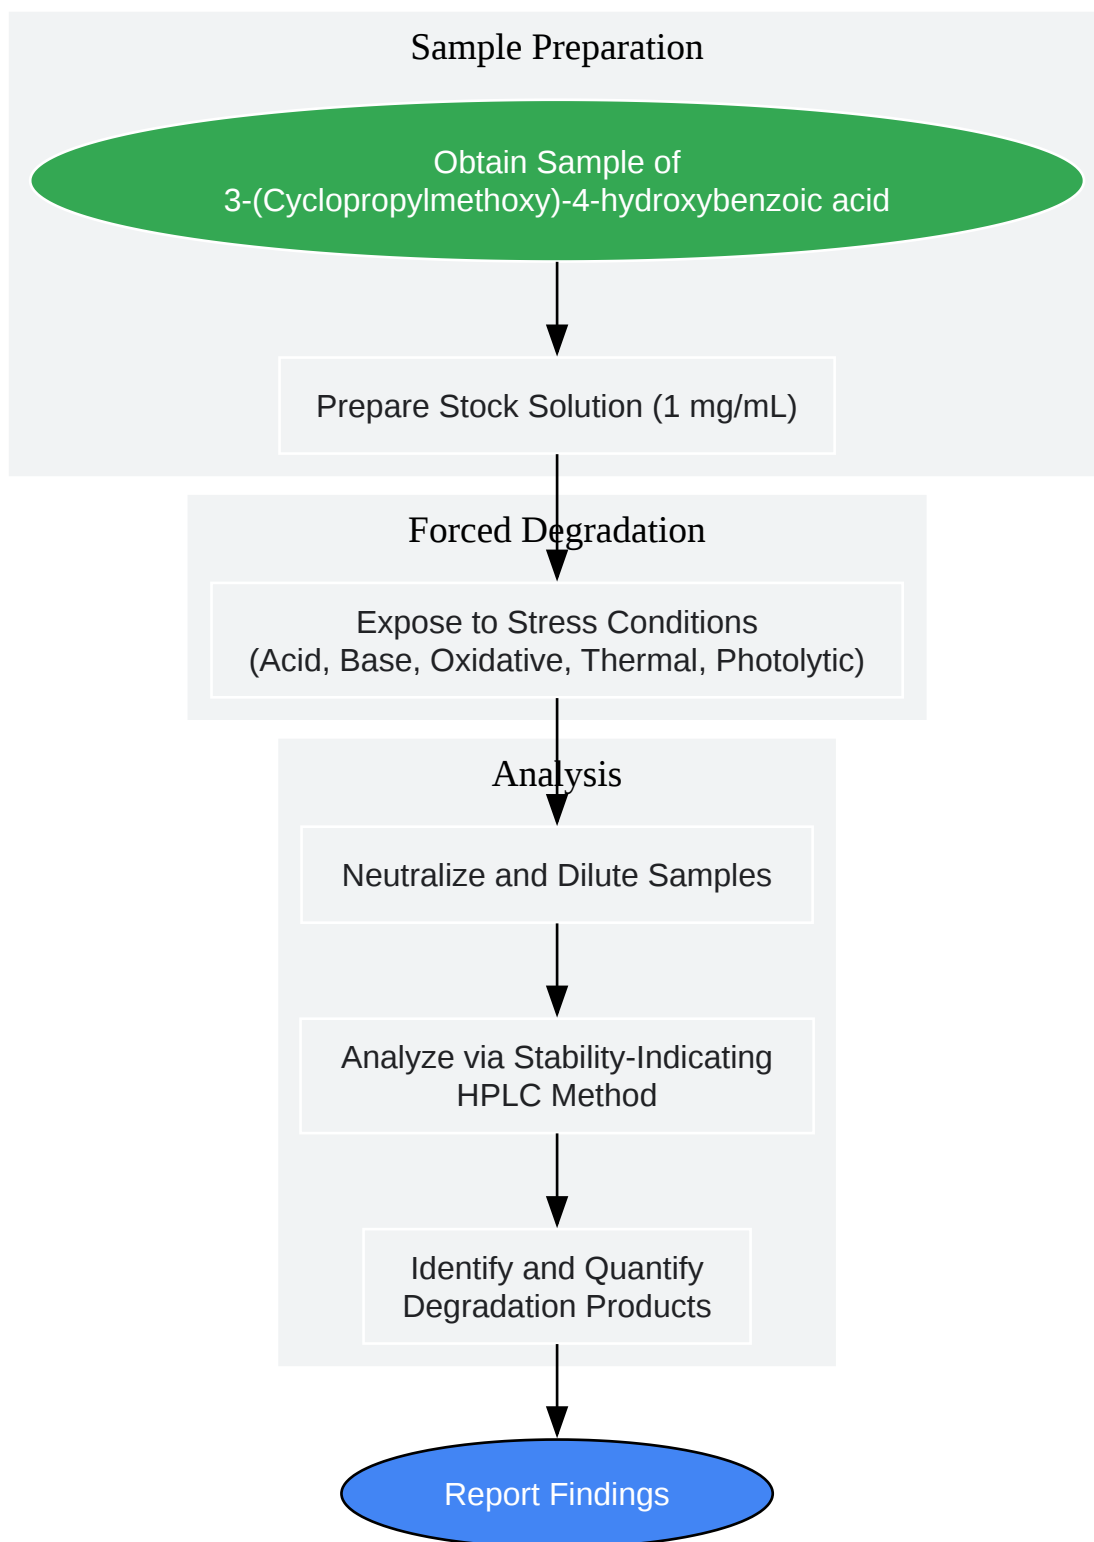 Sample Preparation
Obtain Sample of
3-(Cyclopropylmethoxy)-4-hydroxybenzoic acid
Prepare Stock Solution (1 mg/mL)
Forced Degradation
Expose to Stress Conditions
(Acid, Base, Oxidative, Thermal, Photolytic)
Analysis
Neutralize and Dilute Samples
Analyze via Stability-Indicating
HPLC Method
Identify and Quantify
Degradation Products
Report Findings